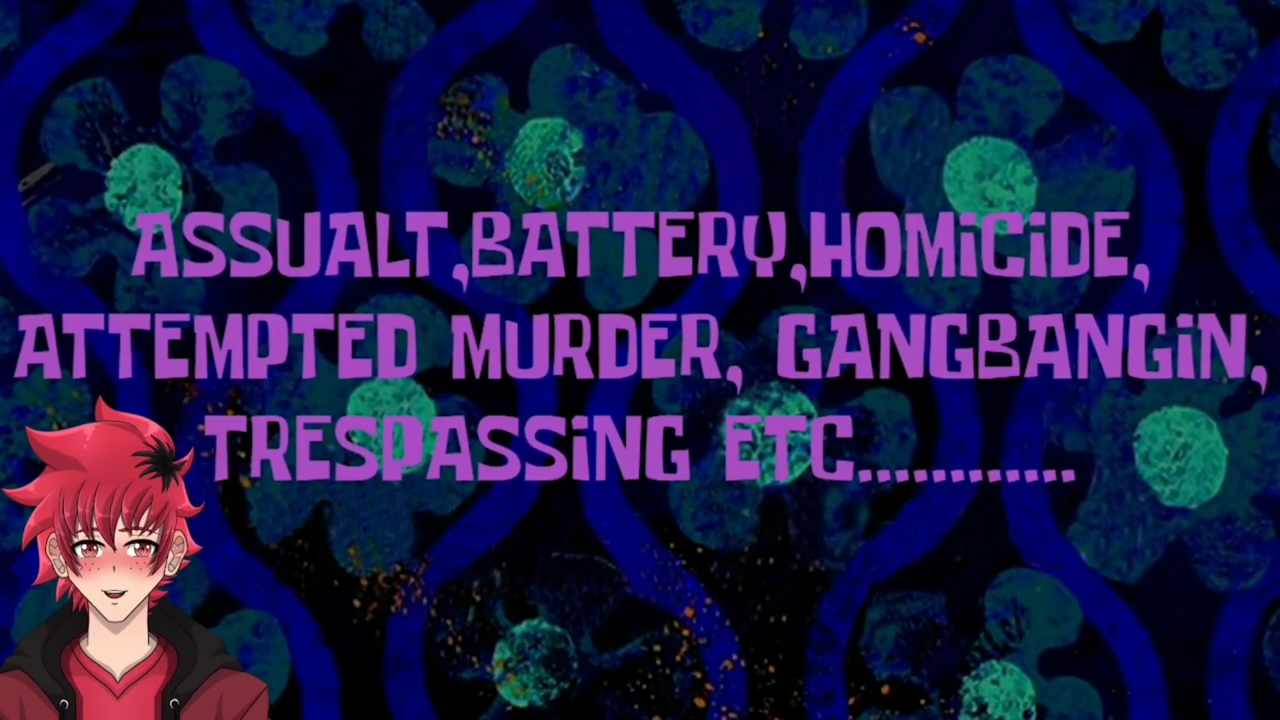 ASSUALT,BATTERY,HOMiCiDE,
ATTEMPTED MURDER, GANGBANGiN,
TRESPASSiNG ETC............